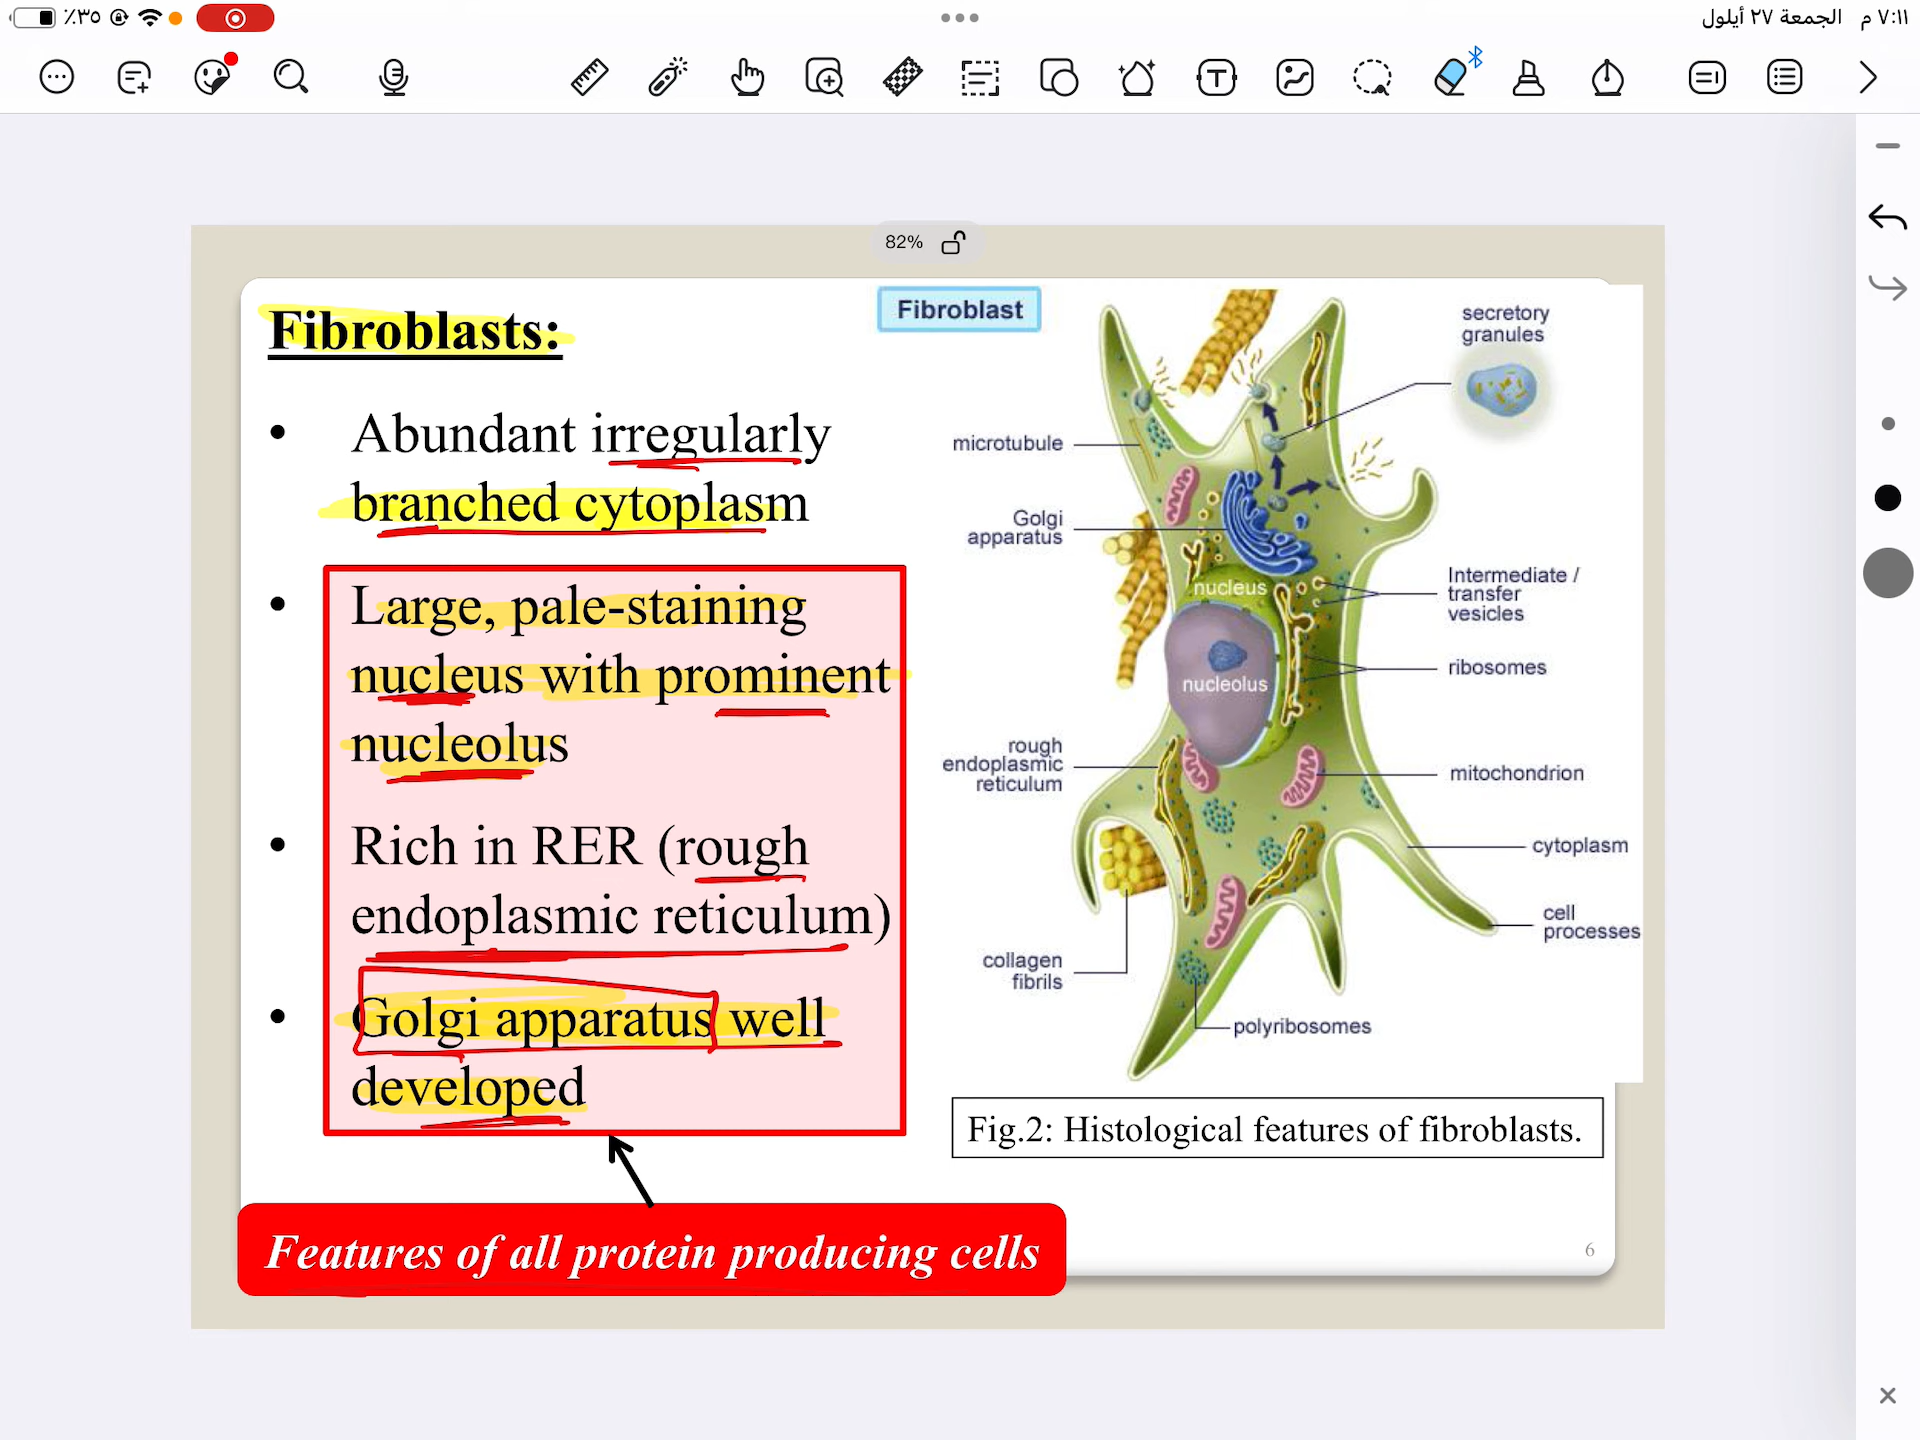 ٪٣٥
٧:١١ م الجمعة ٢٧ أيلول
82%
Fibroblasts:
• Abundant irregularly
branched cytoplasm
• Large, pale-staining
nucleus with prominent
nucleolus
• Rich in RER (rough
endoplasmic reticulum)
• Golgi apparatus well
developed
Features of all protein producing cells
Fibroblast
secretory
granules
microtubule
Golgi
apparatus
nucleus
Intermediate /
transfer
vesicles
ribosomes
nucleolus
rough
endoplasmic
reticulum
mitochondrion
cytoplasm
cell
processes
collagen
fibrils
polyribosomes
Fig.2: Histological features of fibroblasts.
6